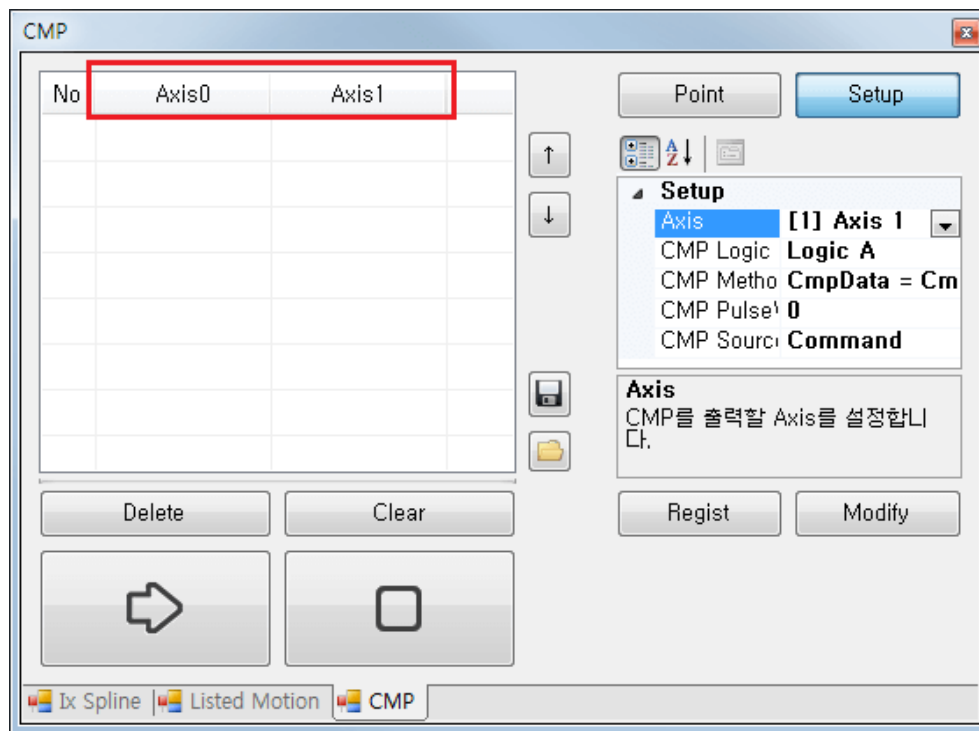 CMP
No Axis0 Axis1
Point Setup
Setup
Axis [1] Axis 1
CMP Logic Logic A
CMP Metho CmpData = Cm
CMP Pulse 0
CMP Sourc Command
Axis
CMP를 출력할 Axis를 설정합니
다.
Delete Clear
Regist Modify
Ix Spline Listed Motion CMP